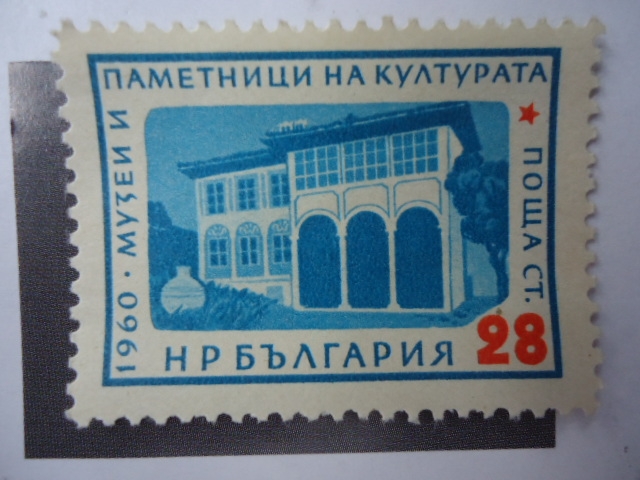 1960 · МУЗЕИ И
ПАМЕТНИЦИ НА КУЛТУРАТА
ПОЩА СТ.
28
НР БЪЛГАРИЯ